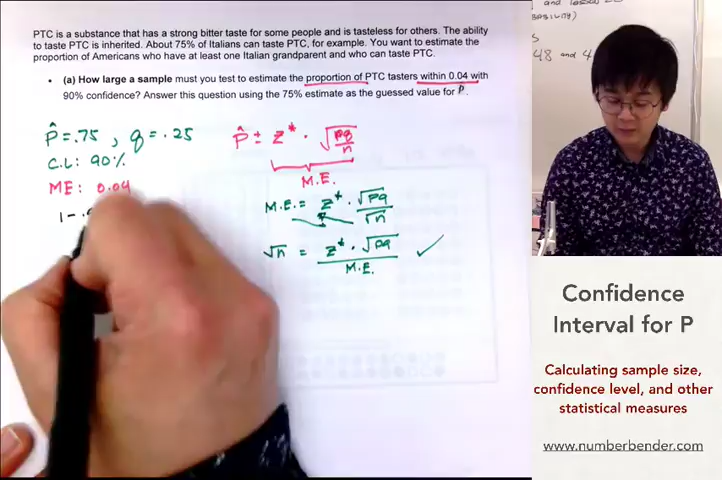 PTC is a substance that has a strong bitter taste for some people and is tasteless for others. The ability
to taste PTC is inherited. About 75% of Italians can taste PTC, for example. You want to estimate the
proportion of Americans who have at least one Italian grandparent and who can taste PTC.
• (a) How large a sample must you test to estimate the proportion of PTC tasters within 0.04 with
90% confidence? Answer this question using the 75% estimate as the guessed value for P.
p̂ = .75 , q = .25
C.L: 90%
ME: 0.04
1 - .
p̂ ± z* · √(pq/n)
M.E.
M.E. = z* · √pq / √n
√n = z* · √pq / M.E. ✓
and
48 and 4
Confidence
Interval for P
Calculating sample size,
confidence level, and other
statistical measures
www.numberbender.com